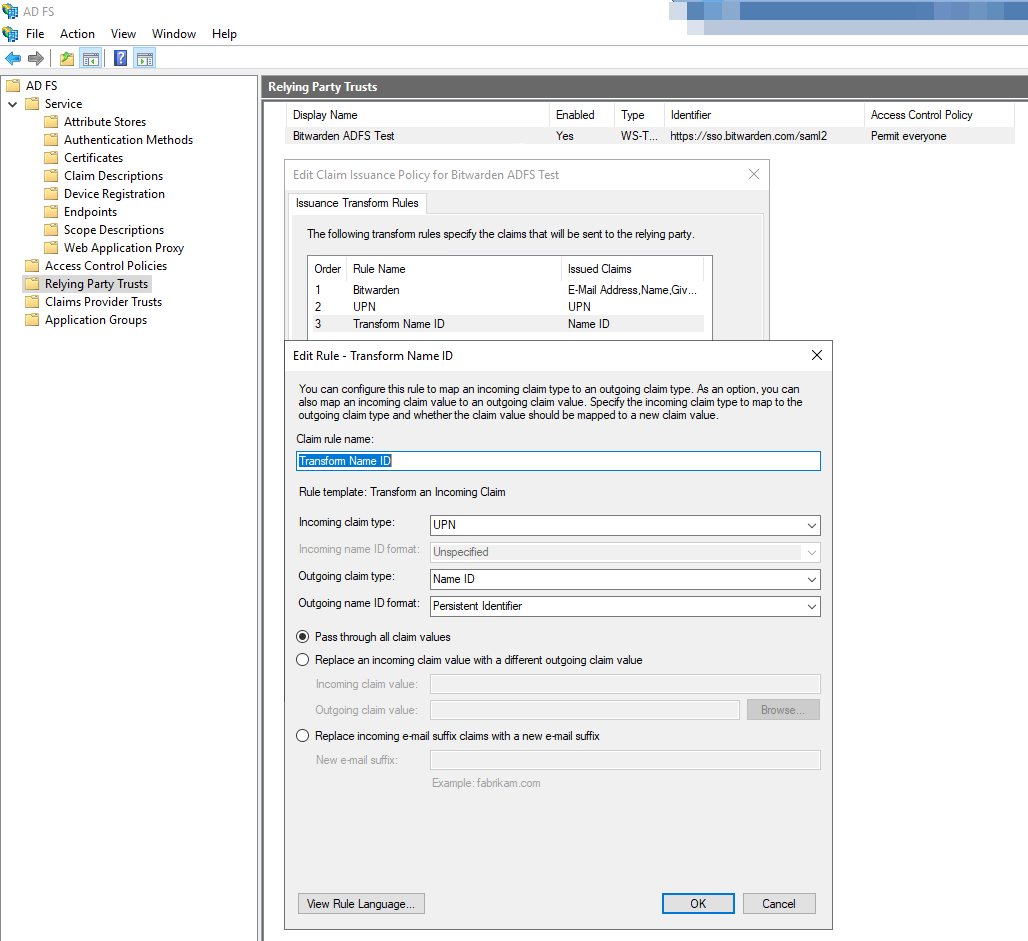 AD FS
File Action View Window Help
AD FS
Service
Attribute Stores
Authentication Methods
Certificates
Claim Descriptions
Device Registration
Endpoints
Scope Descriptions
Web Application Proxy
Access Control Policies
Relying Party Trusts
Claims Provider Trusts
Application Groups
Relying Party Trusts
Display Name Enabled Type Identifier Access Control Policy
Bitwarden ADFS Test Yes WS-T... https://sso.bitwarden.com/saml2 Permit everyone
Edit Claim Issuance Policy for Bitwarden ADFS Test
Issuance Transform Rules
The following transform rules specify the claims that will be sent to the relying party.
Order Rule Name Issued Claims
1 Bitwarden E-Mail Address,Name,Giv...
2 UPN UPN
3 Transform Name ID Name ID
Edit Rule - Transform Name ID
You can configure this rule to map an incoming claim type to an outgoing claim type. As an option, you can
also map an incoming claim value to an outgoing claim value. Specify the incoming claim type to map to the
outgoing claim type and whether the claim value should be mapped to a new claim value.
Claim rule name:
Transform Name ID
Rule template: Transform an Incoming Claim
Incoming claim type: UPN
Incoming name ID format: Unspecified
Outgoing claim type: Name ID
Outgoing name ID format: Persistent Identifier
Pass through all claim values
Replace an incoming claim value with a different outgoing claim value
Incoming claim value:
Outgoing claim value: Browse...
Replace incoming e-mail suffix claims with a new e-mail suffix
New e-mail suffix:
Example: fabrikam.com
View Rule Language... OK Cancel